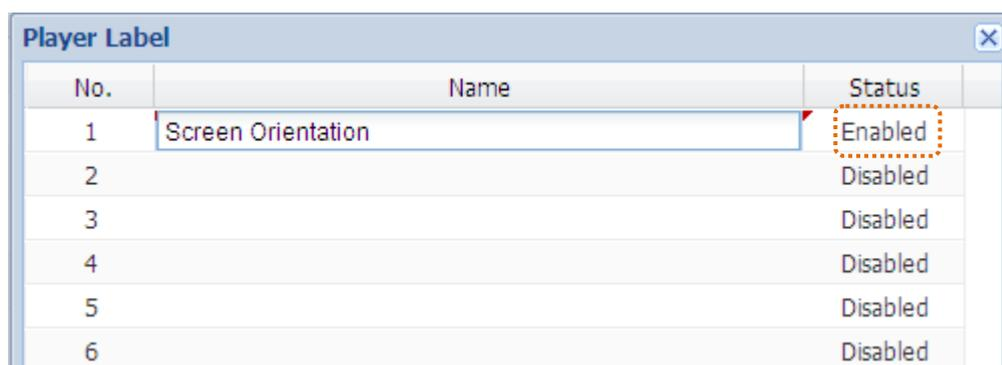 Player Label
No. Name Status
1 Screen Orientation Enabled
2 Disabled
3 Disabled
4 Disabled
5 Disabled
6 Disabled